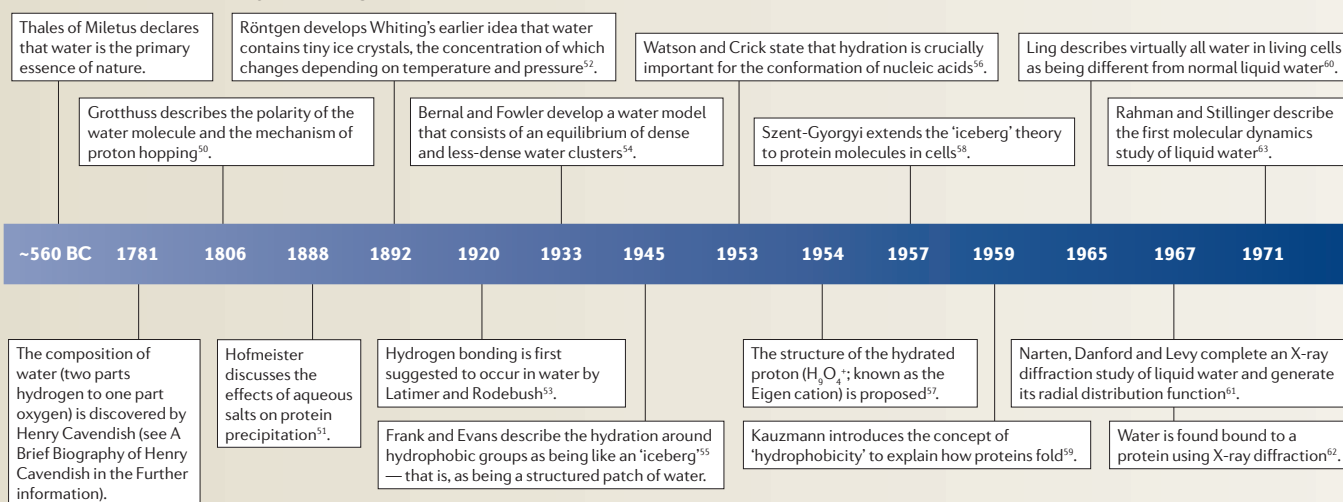 Thales of Miletus declares
that water is the primary
essence of nature.
Röntgen develops Whiting's earlier idea that water
contains tiny ice crystals, the concentration of which
changes depending on temperature and pressure⁵².
Watson and Crick state that hydration is crucially
important for the conformation of nucleic acids⁵⁶.
Ling describes virtually all water in living cells
as being different from normal liquid water⁶⁰.
Grotthuss describes the polarity of the
water molecule and the mechanism of
proton hopping⁵⁰.
Bernal and Fowler develop a water model
that consists of an equilibrium of dense
and less-dense water clusters⁵⁴.
Szent-Gyorgyi extends the 'iceberg' theory
to protein molecules in cells⁵⁸.
Rahman and Stillinger describe
the first molecular dynamics
study of liquid water⁶³.
~560 BC 1781 1806 1888 1892 1920 1933 1945 1953 1954 1957 1959 1965 1967 1971
The composition of
water (two parts
hydrogen to one part
oxygen) is discovered by
Henry Cavendish (see A
Brief Biography of Henry
Cavendish in the Further
information).
Hofmeister
discusses the
effects of aqueous
salts on protein
precipitation⁵¹.
Hydrogen bonding is first
suggested to occur in water by
Latimer and Rodebush⁵³.
Frank and Evans describe the hydration around
hydrophobic groups as being like an 'iceberg'⁵⁵
— that is, as being a structured patch of water.
The structure of the hydrated
proton (H₉O₄⁺; known as the
Eigen cation) is proposed⁵⁷.
Kauzmann introduces the concept of
'hydrophobicity' to explain how proteins fold⁵⁹.
Narten, Danford and Levy complete an X-ray
diffraction study of liquid water and generate
its radial distribution function⁶¹.
Water is found bound to a
protein using X-ray diffraction⁶².